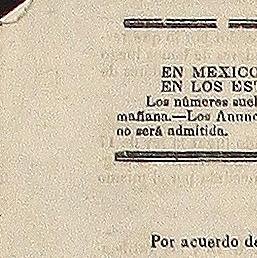 EN MEXICO
EN LOS EST
Los números suel
mañana.—Los Anunc
no será admitida.
Por acuerdo de